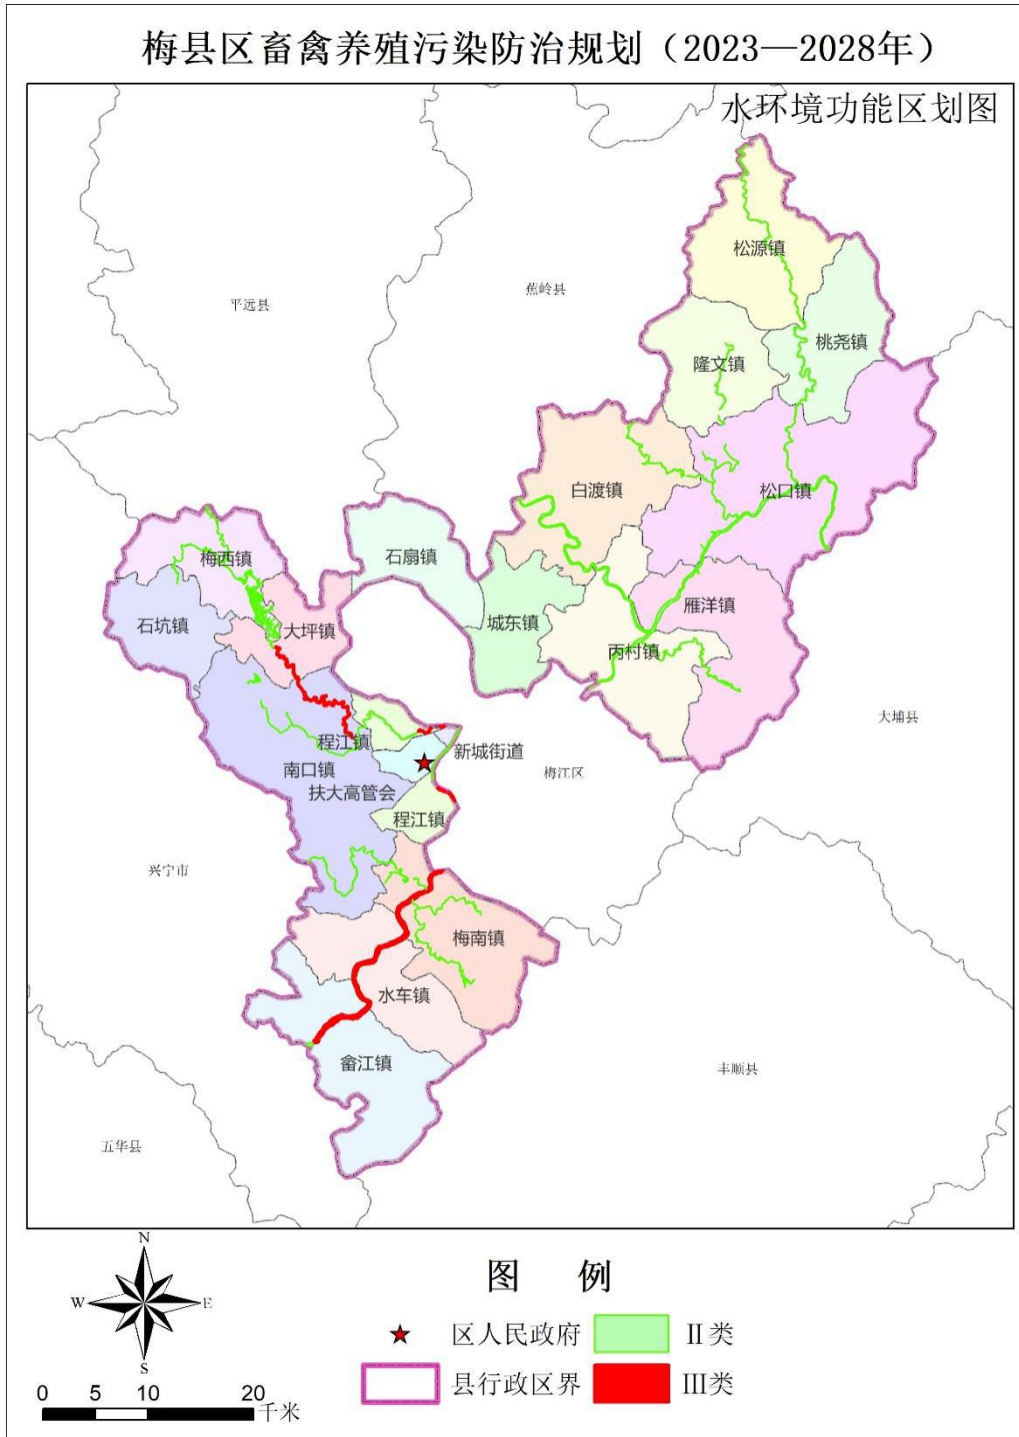 梅县区畜禽养殖污染防治规划（2023—2028年）
水环境功能区划图
松源镇
蕉岭县
平远县
桃尧镇
隆文镇
白渡镇
松口镇
梅西镇
石扇镇
雁洋镇
石坑镇
大坪镇
城东镇
丙村镇
大埔县
程江镇
新城街道
南口镇
梅江区
扶大高管会
程江镇
兴宁市
梅南镇
水车镇
畲江镇
丰顺县
五华县
N
W
E
S
图 例
区人民政府
II类
县行政区界
III类
0 5 10 20
千米